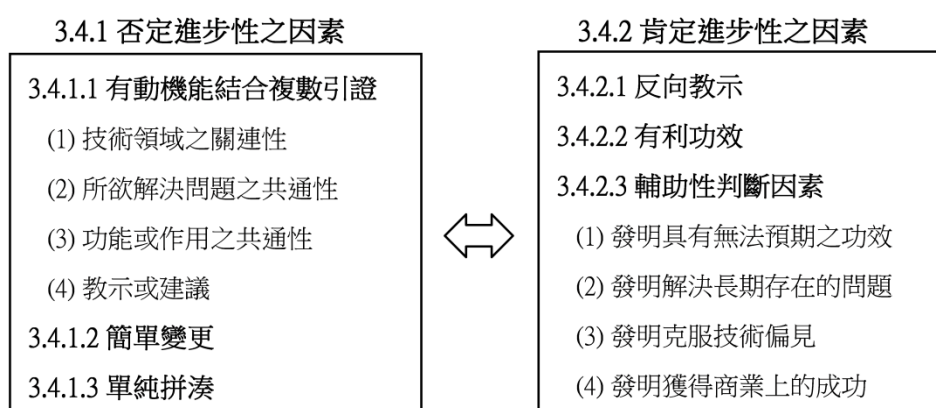 3.4.1 否定進步性之因素
3.4.1.1 有動機能結合複數引證
(1) 技術領域之關連性
(2) 所欲解決問題之共通性
(3) 功能或作用之共通性
(4) 教示或建議
3.4.1.2 簡單變更
3.4.1.3 單純拼湊
3.4.2 肯定進步性之因素
3.4.2.1 反向教示
3.4.2.2 有利功效
3.4.2.3 輔助性判斷因素
(1) 發明具有無法預期之功效
(2) 發明解決長期存在的問題
(3) 發明克服技術偏見
(4) 發明獲得商業上的成功